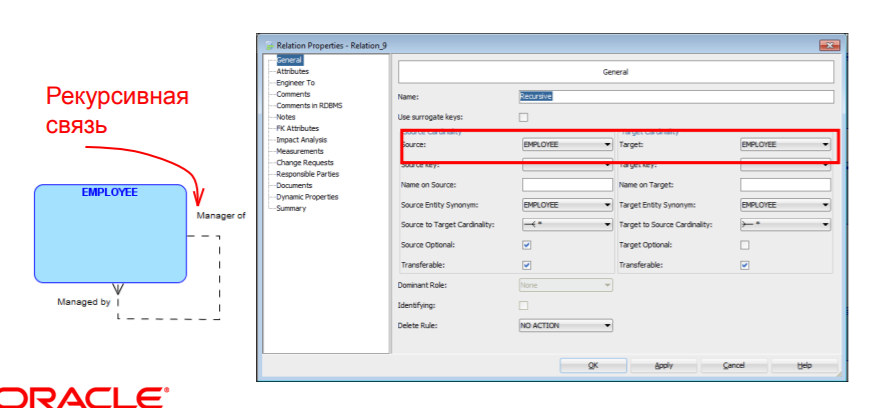 Рекурсивная
связь
EMPLOYEE
Manager of
Managed by
ORACLE
Relation Properties - Relation_9
General
Attributes
Engineer To
Comments
Comments in RDBMS
Notes
FK Attributes
Impact Analysis
Measurements
Change Requests
Responsible Parties
Documents
Dynamic Properties
Summary
General
Name: Recursive
Use surrogate keys:
Source Cardinality Target Cardinality
Source: EMPLOYEE Target: EMPLOYEE
Source Key: Target Key:
Name on Source: Name on Target:
Source Entity Synonym: EMPLOYEE Target Entity Synonym: EMPLOYEE
Source to Target Cardinality: * Target to Source Cardinality: *
Source Optional: Target Optional:
Transferable: Transferable:
Dominant Role: None
Identifying:
Delete Rule: NO ACTION
OK Apply Cancel Help